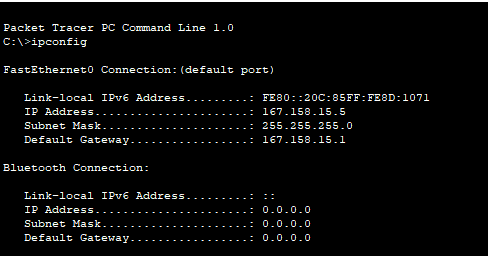 Packet Tracer PC Command Line 1.0
C:\>ipconfig
FastEthernet0 Connection:(default port)
Link-local IPv6 Address.........: FE80::20C:85FF:FE8D:1071
IP Address......................: 167.158.15.5
Subnet Mask.....................: 255.255.255.0
Default Gateway.................: 167.158.15.1
Bluetooth Connection:
Link-local IPv6 Address.........: ::
IP Address......................: 0.0.0.0
Subnet Mask.....................: 0.0.0.0
Default Gateway.................: 0.0.0.0